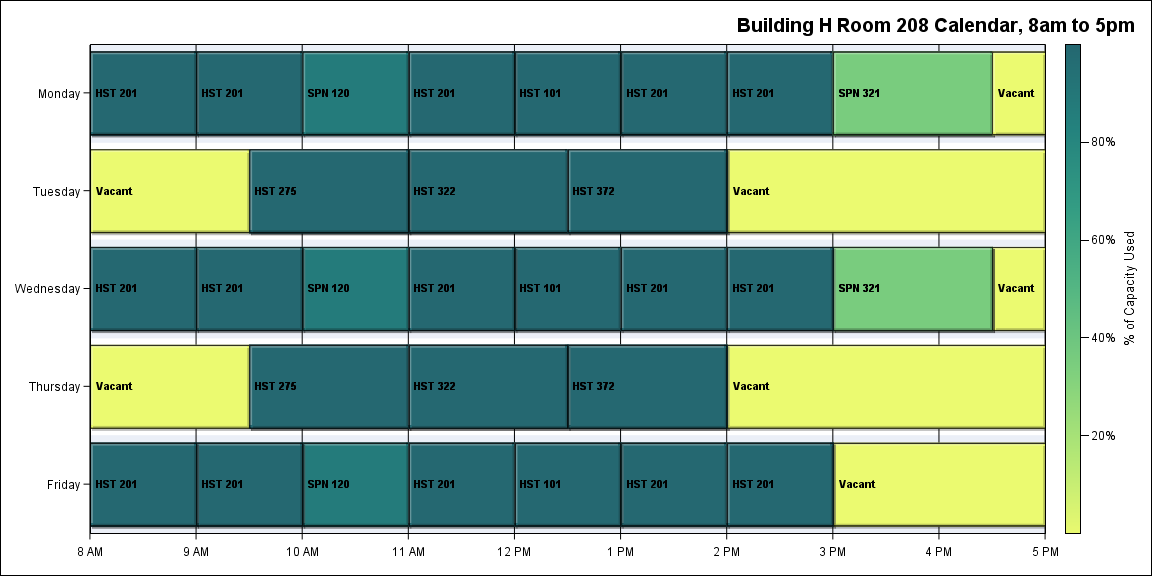 Building H Room 208 Calendar, 8am to 5pm
Monday
HST 201
HST 201
SPN 120
HST 201
HST 101
HST 201
HST 201
SPN 321
Vacant
Tuesday
Vacant
HST 275
HST 322
HST 372
Vacant
Wednesday
HST 201
HST 201
SPN 120
HST 201
HST 101
HST 201
HST 201
SPN 321
Vacant
Thursday
Vacant
HST 275
HST 322
HST 372
Vacant
Friday
HST 201
HST 201
SPN 120
HST 201
HST 101
HST 201
HST 201
Vacant
8 AM
9 AM
10 AM
11 AM
12 PM
1 PM
2 PM
3 PM
4 PM
5 PM
80%
60%
40%
20%
% of Capacity Used